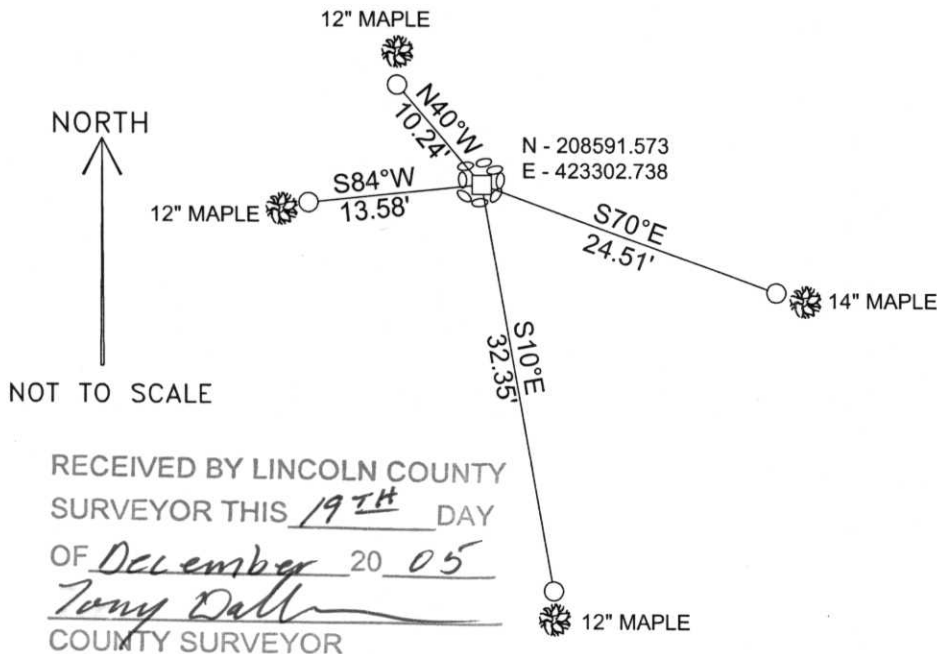 12" MAPLE
NORTH
N40°W
10.24'
N - 208591.573
E - 423302.738
S84°W
13.58'
12" MAPLE
S70°E
24.51'
14" MAPLE
S10°E
32.35'
NOT TO SCALE
RECEIVED BY LINCOLN COUNTY
SURVEYOR THIS 19TH DAY
OF December 20 05
Tony Dall
COUNTY SURVEYOR
12" MAPLE